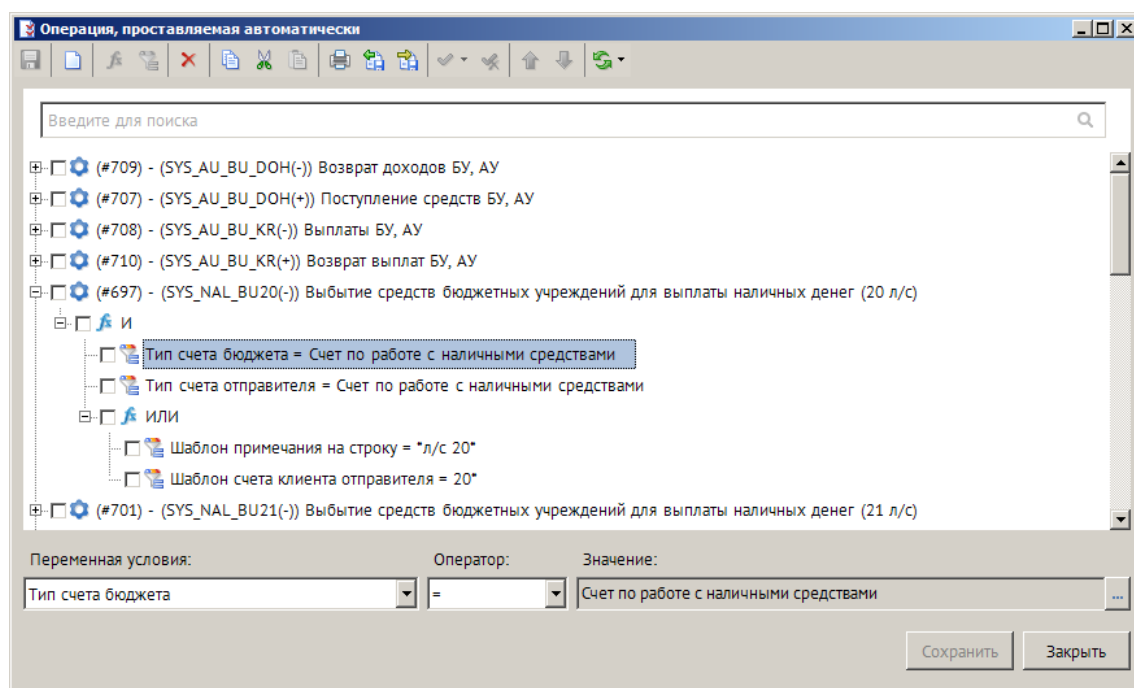 Операция, проставляемая автоматически
Введите для поиска
(#709) - (SYS_AU_BU_DOH(-)) Возврат доходов БУ, АУ
(#707) - (SYS_AU_BU_DOH(+)) Поступление средств БУ, АУ
(#708) - (SYS_AU_BU_KR(-)) Выплаты БУ, АУ
(#710) - (SYS_AU_BU_KR(+)) Возврат выплат БУ, АУ
(#697) - (SYS_NAL_BU20(-)) Выбытие средств бюджетных учреждений для выплаты наличных денег (20 л/с)
И
Тип счета бюджета = Счет по работе с наличными средствами
Тип счета отправителя = Счет по работе с наличными средствами
ИЛИ
Шаблон примечания на строку = *л/с 20*
Шаблон счета клиента отправителя = 20*
(#701) - (SYS_NAL_BU21(-)) Выбытие средств бюджетных учреждений для выплаты наличных денег (21 л/с)
Переменная условия: Оператор: Значение:
Тип счета бюджета = Счет по работе с наличными средствами ...
Сохранить Закрыть